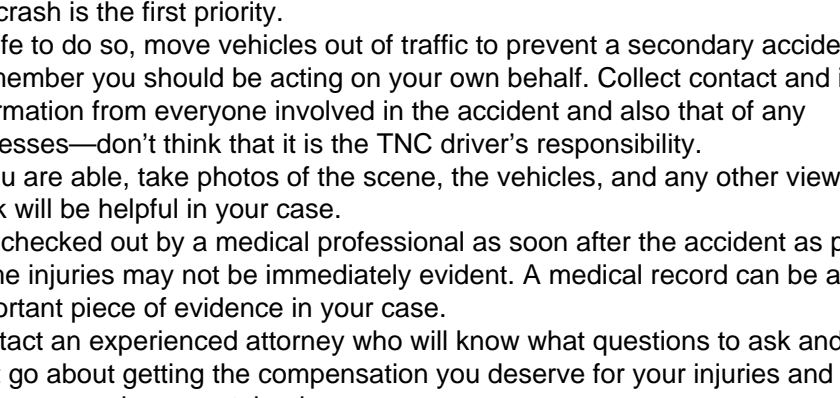 crash is the first priority.
fe to do so, move vehicles out of traffic to prevent a secondary accide
member you should be acting on your own behalf. Collect contact and i
rmation from everyone involved in the accident and also that of any
esses—don't think that it is the TNC driver's responsibility.
u are able, take photos of the scene, the vehicles, and any other view
k will be helpful in your case.
checked out by a medical professional as soon after the accident as p
ne injuries may not be immediately evident. A medical record can be a
ortant piece of evidence in your case.
tact an experienced attorney who will know what questions to ask and
t go about getting the compensation you deserve for your injuries and